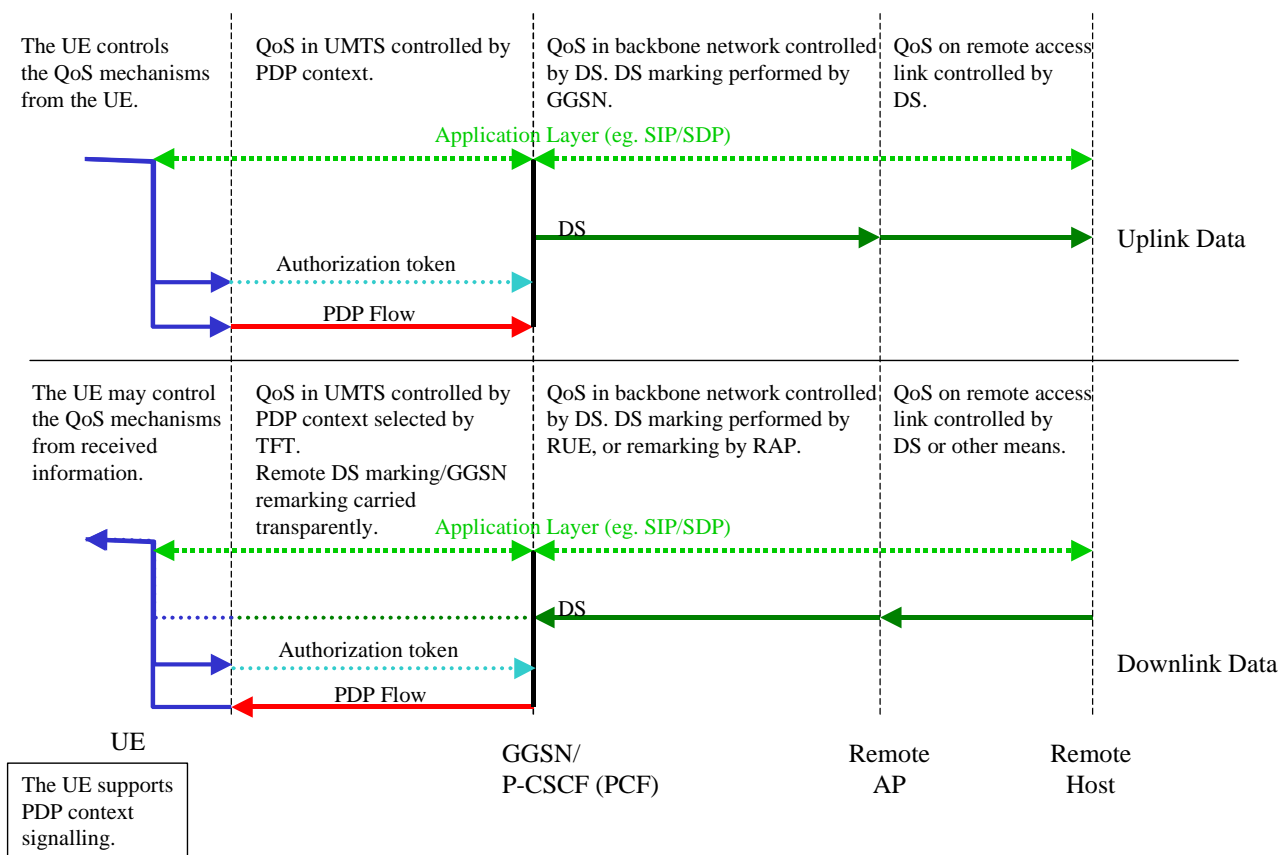 The UE controls
the QoS mechanisms
from the UE.
QoS in UMTS controlled by
PDP context.
QoS in backbone network controlled
by DS. DS marking performed by
GGSN.
QoS on remote access
link controlled by
DS.
Application Layer (eg. SIP/SDP)
DS
Uplink Data
Authorization token
PDP Flow
The UE may control
the QoS mechanisms
from received
information.
QoS in UMTS controlled by
PDP context selected by
TFT.
Remote DS marking/GGSN
remarking carried
transparently.
QoS in backbone network controlled
by DS. DS marking performed by
RUE, or remarking by RAP.
QoS on remote access
link controlled by
DS or other means.
Application Layer (eg. SIP/SDP)
DS
Authorization token
Downlink Data
PDP Flow
UE
GGSN/
P-CSCF (PCF)
Remote
AP
Remote
Host
The UE supports
PDP context
signalling.